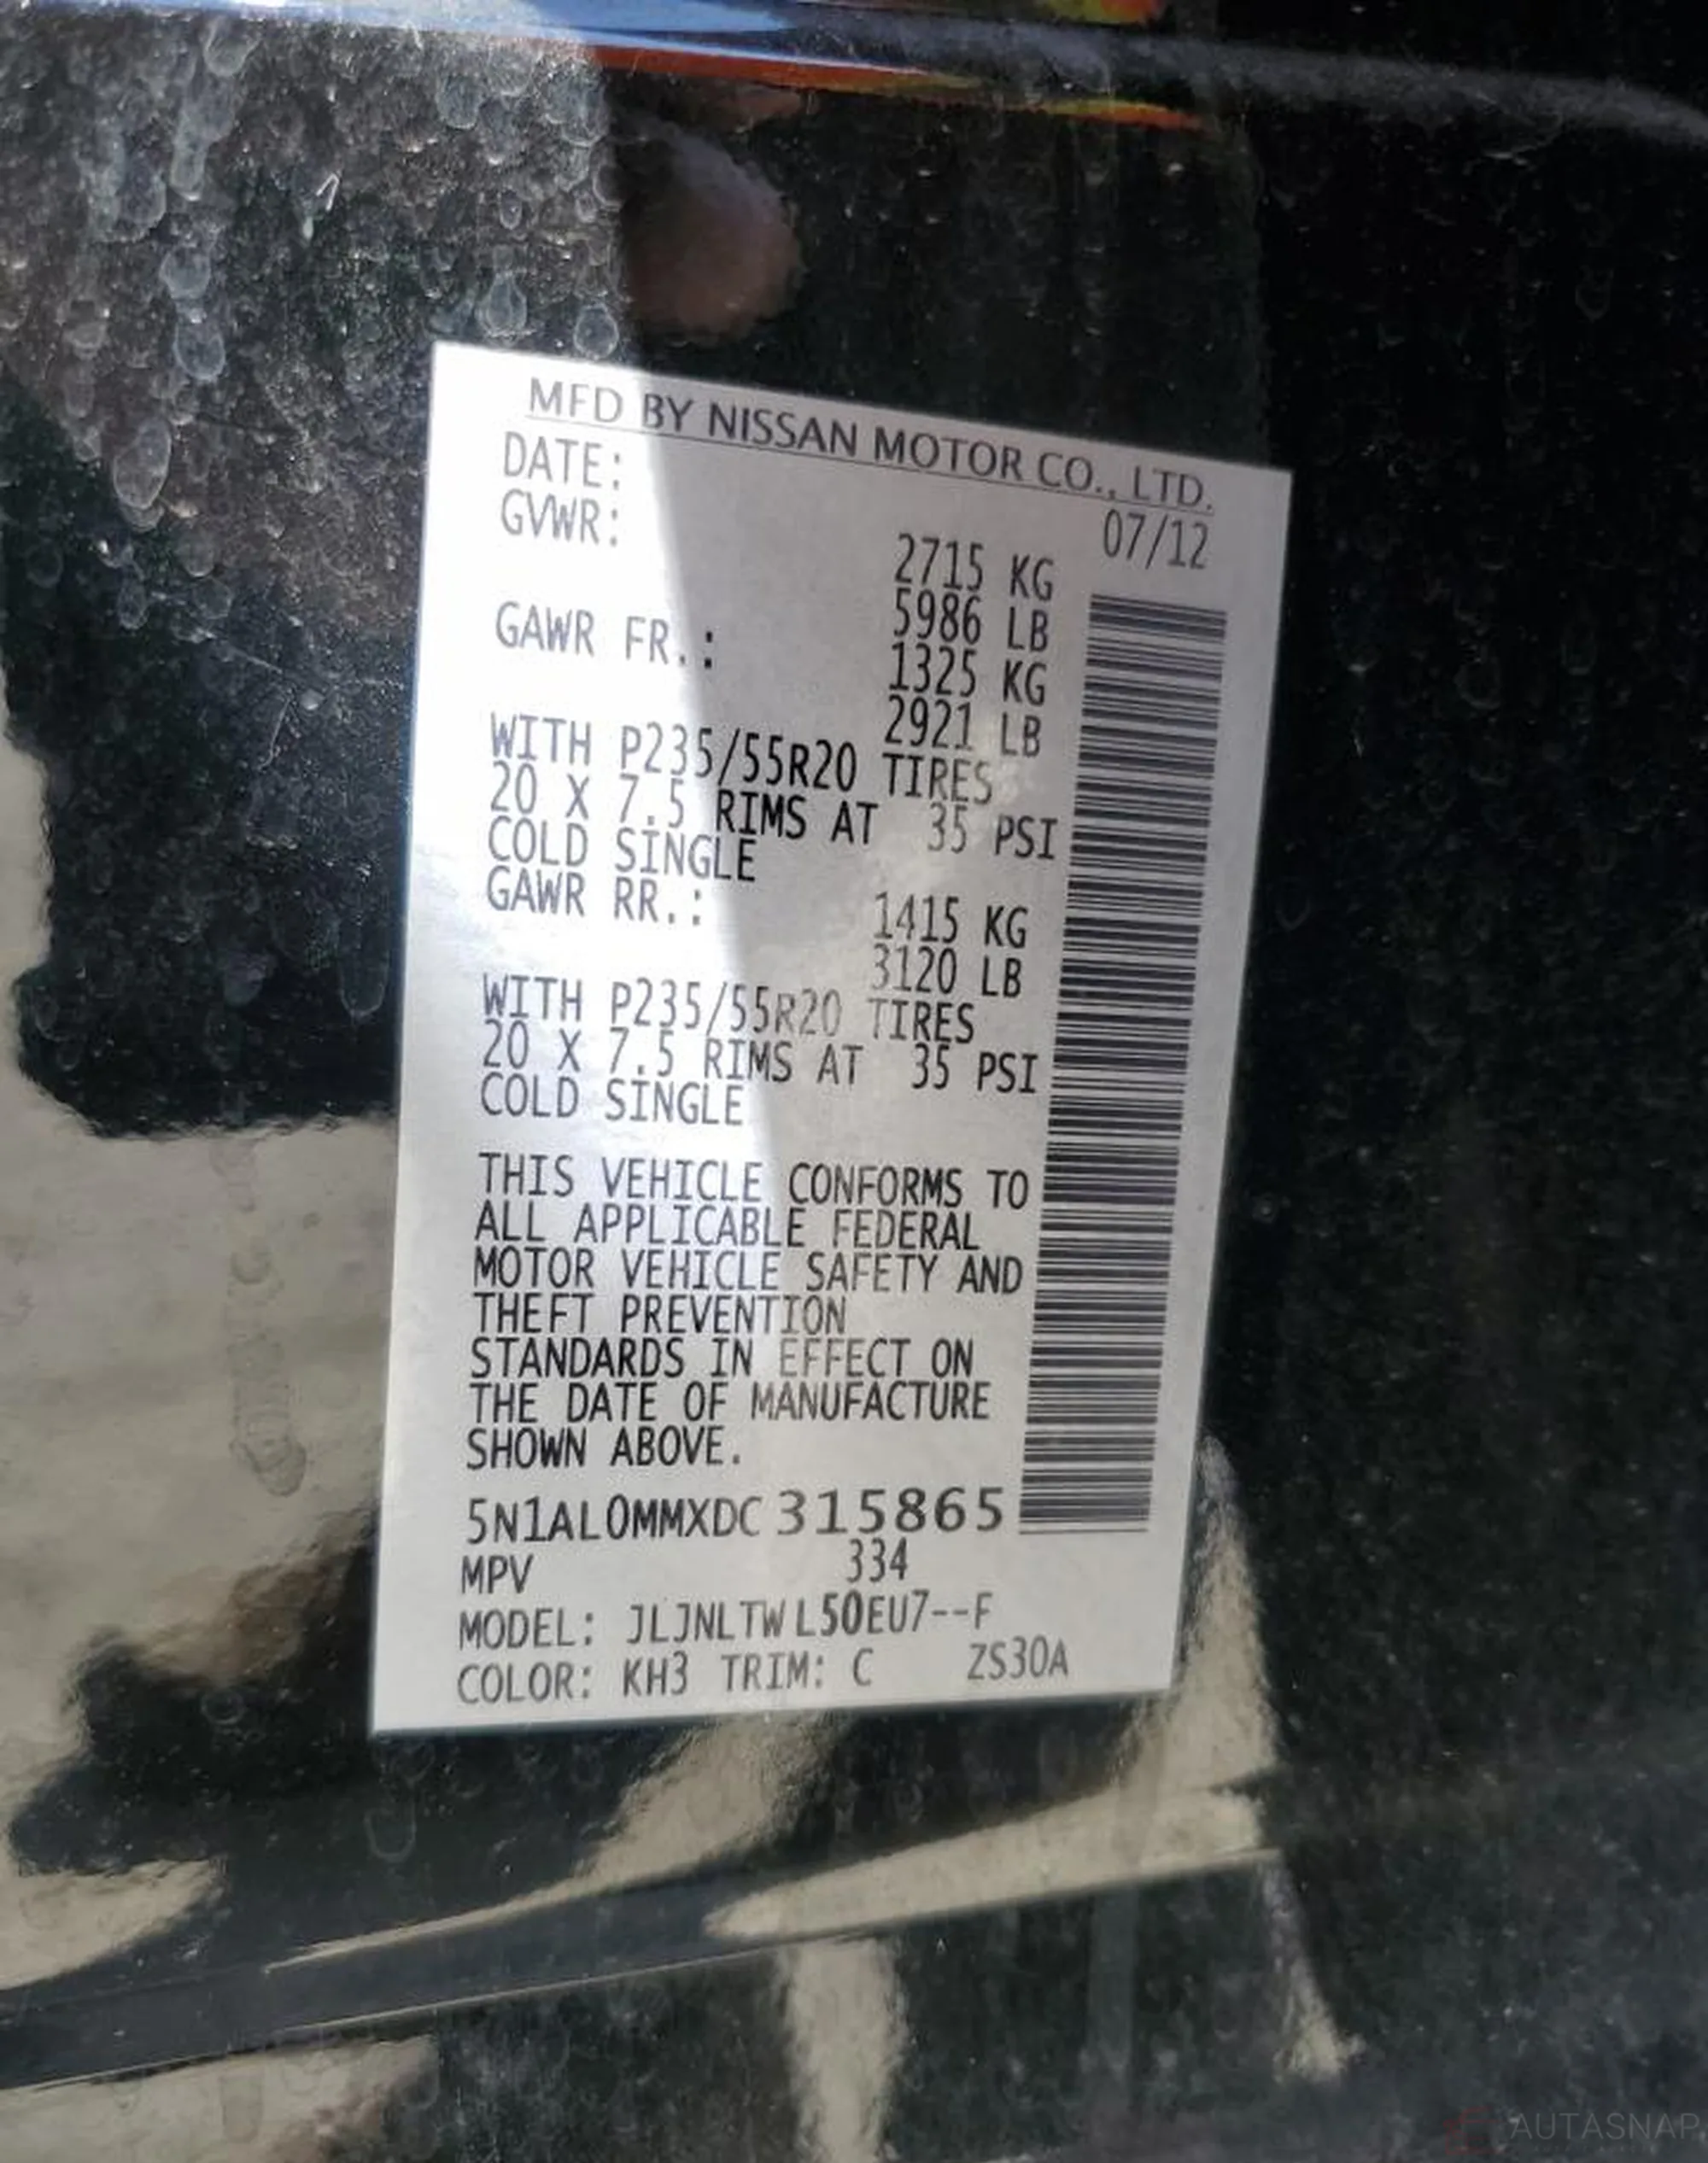 MFD BY NISSAN MOTOR CO., LTD.
DATE: 07/12
GVWR: 2715 KG
5986 LB
GAWR FR.: 1325 KG
2921 LB
WITH P235/55R20 TIRES
20 X 7.5 RIMS AT 35 PSI
COLD SINGLE
GAWR RR.: 1415 KG
3120 LB
WITH P235/55R20 TIRES
20 X 7.5 RIMS AT 35 PSI
COLD SINGLE
THIS VEHICLE CONFORMS TO
ALL APPLICABLE FEDERAL
MOTOR VEHICLE SAFETY AND
THEFT PREVENTION
STANDARDS IN EFFECT ON
THE DATE OF MANUFACTURE
SHOWN ABOVE.
5N1AL0MMXDC315865
MPV 334
MODEL: JLJNLTWL50EU7--F
COLOR: KH3 TRIM: C ZS30A
AUTASNAP